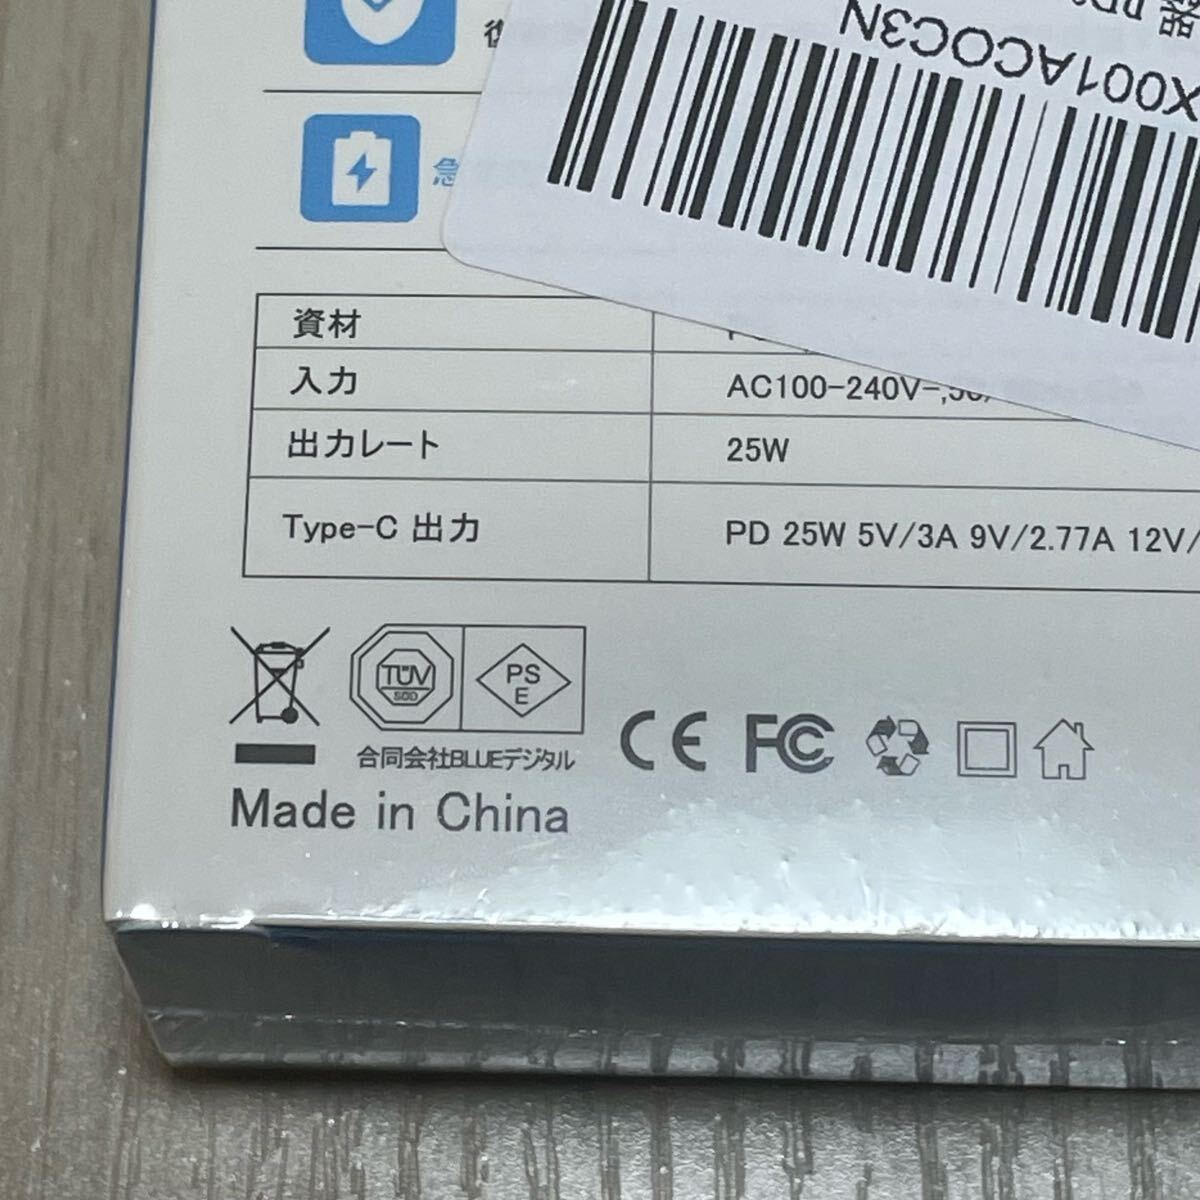 X001ACOC3N
急
資材
入力 AC100-240V-,50/
出力レート 25W
Type-C 出力 PD 25W 5V/3A 9V/2.77A 12V/
TÜV
SÜD
PS
E
合同会社BLUEデジタル
CE FC
Made in China